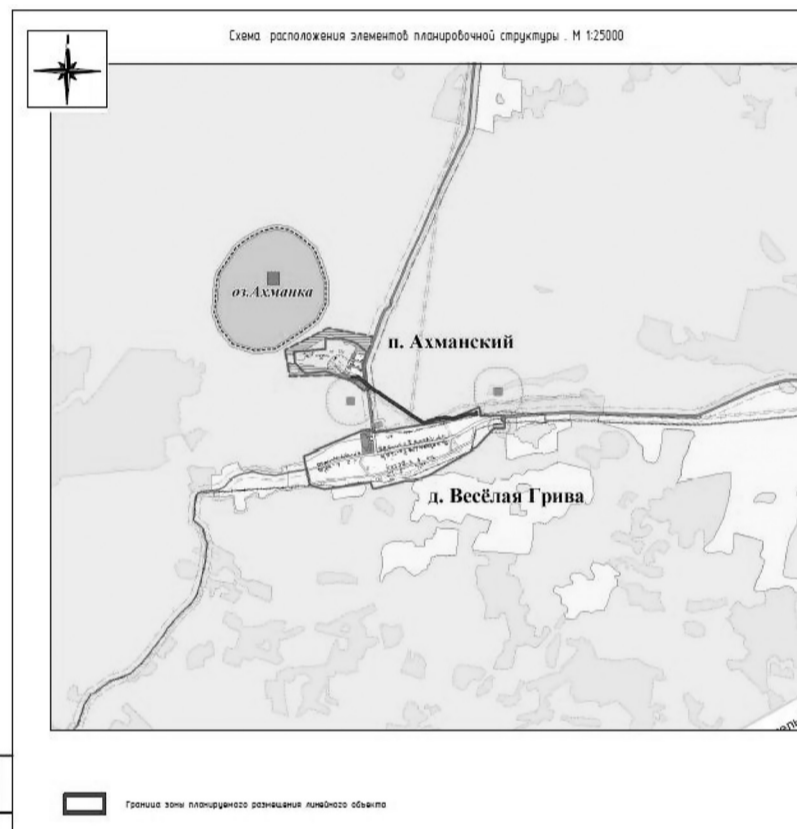 Схема расположения элементов планировочной структуры . М 1:25000
оз.Ахманка
п. Ахманский
д. Весёлая Грива
Граница зоны планируемого размещения линейного объекта